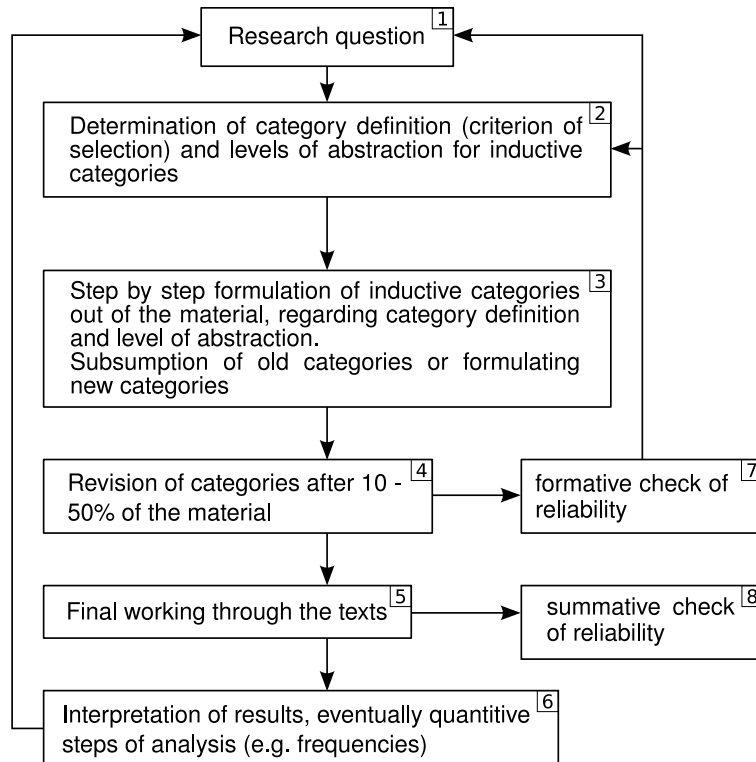 1
Research question
2
Determination of category definition (criterion of
selection) and levels of abstraction for inductive
categories
3
Step by step formulation of inductive categories
out of the material, regarding category definition
and level of abstraction.
Subsumption of old categories or formulating
new categories
4
Revision of categories after 10 -
50% of the material
7
formative check of
reliability
5
Final working through the texts
8
summative check
of reliability
6
Interpretation of results, eventually quantitive
steps of analysis (e.g. frequencies)